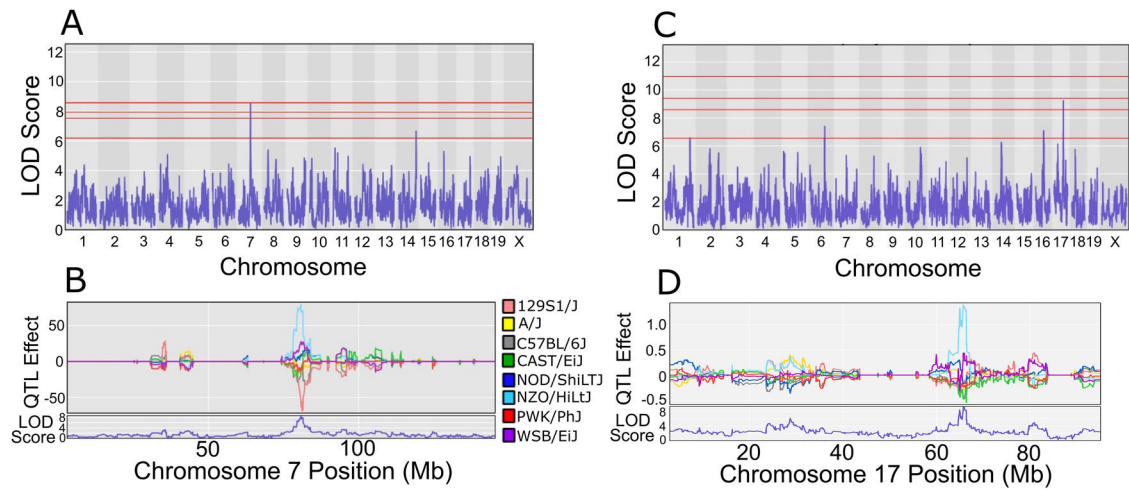 A
LOD Score
12
10
8
6
4
2
0
1 2 3 4 5 6 7 8 9 10 11 12 13 14 15 16 17 18 19 X
Chromosome
C
LOD Score
12
10
8
6
4
2
0
1 2 3 4 5 6 7 8 9 10 11 12 13 14 15 16 17 18 19 X
Chromosome
B
QTL Effect
50
0
-50
LOD
Score
8
4
0
50 100
Chromosome 7 Position (Mb)
129S1/J
A/J
C57BL/6J
CAST/EiJ
NOD/ShiLTJ
NZO/HiLtJ
PWK/PhJ
WSB/EiJ
D
QTL Effect
1.0
0.5
0
-0.5
LOD
Score
8
4
0
20 40 60 80
Chromosome 17 Position (Mb)